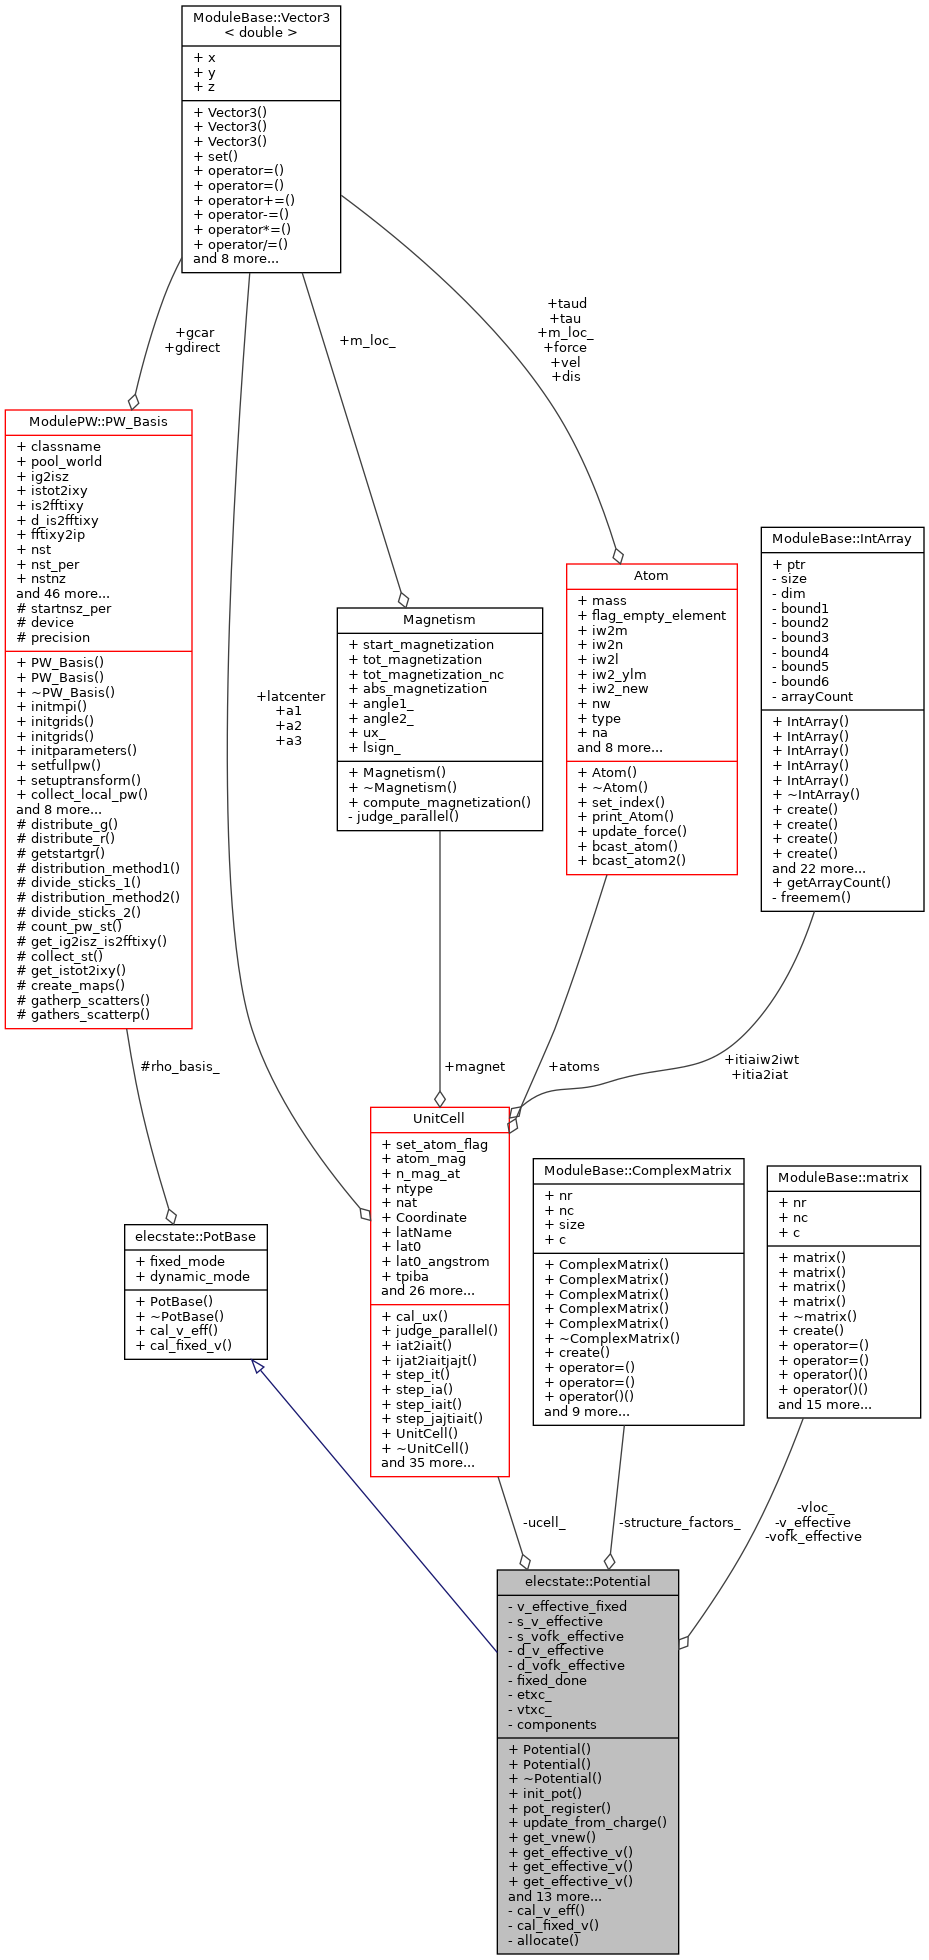 ModuleBase::Vector3
< double >
+ x
+ y
+ z
+ Vector3()
+ Vector3()
+ Vector3()
+ set()
+ operator=()
+ operator=()
+ operator+=()
+ operator-=()
+ operator*=()
+ operator/=()
and 8 more...
+gcar
+gdirect
+m_loc_
+taud
+tau
+m_loc_
+force
+vel
+dis
ModulePW::PW_Basis
+ classname
+ pool_world
+ ig2isz
+ istot2ixy
+ is2fftixy
+ d_is2fftixy
+ fftixy2ip
+ nst
+ nst_per
+ nstnz
and 46 more...
# startnsz_per
# device
# precision
+ PW_Basis()
+ PW_Basis()
+ ~PW_Basis()
+ initmpi()
+ initgrids()
+ initgrids()
+ initparameters()
+ setfullpw()
+ setuptransform()
+ collect_local_pw()
and 8 more...
# distribute_g()
# distribute_r()
# getstartgr()
# distribution_method1()
# divide_sticks_1()
# distribution_method2()
# divide_sticks_2()
# count_pw_st()
# get_ig2isz_is2fftixy()
# collect_st()
# get_istot2ixy()
# create_maps()
# gatherp_scatters()
# gathers_scatterp()
+latcenter
+a1
+a2
+a3
Magnetism
+ start_magnetization
+ tot_magnetization
+ tot_magnetization_nc
+ abs_magnetization
+ angle1_
+ angle2_
+ ux_
+ lsign_
+ Magnetism()
+ ~Magnetism()
+ compute_magnetization()
- judge_parallel()
Atom
+ mass
+ flag_empty_element
+ iw2m
+ iw2n
+ iw2l
+ iw2_ylm
+ iw2_new
+ nw
+ type
+ na
and 8 more...
+ Atom()
+ ~Atom()
+ set_index()
+ print_Atom()
+ update_force()
+ bcast_atom()
+ bcast_atom2()
ModuleBase::IntArray
+ ptr
- size
- dim
- bound1
- bound2
- bound3
- bound4
- bound5
- bound6
- arrayCount
+ IntArray()
+ IntArray()
+ IntArray()
+ IntArray()
+ IntArray()
+ ~IntArray()
+ create()
+ create()
+ create()
+ create()
and 22 more...
+ getArrayCount()
- freemem()
#rho_basis_
+magnet
+atoms
+itiaiw2iwt
+itia2iat
elecstate::PotBase
+ fixed_mode
+ dynamic_mode
+ PotBase()
+ ~PotBase()
+ cal_v_eff()
+ cal_fixed_v()
UnitCell
+ set_atom_flag
+ atom_mag
+ n_mag_at
+ ntype
+ nat
+ Coordinate
+ latName
+ lat0
+ lat0_angstrom
+ tpiba
and 26 more...
+ cal_ux()
+ judge_parallel()
+ iat2iait()
+ ijat2iaitjajt()
+ step_it()
+ step_ia()
+ step_iait()
+ step_jajtiait()
+ UnitCell()
+ ~UnitCell()
and 35 more...
ModuleBase::ComplexMatrix
+ nr
+ nc
+ size
+ c
+ ComplexMatrix()
+ ComplexMatrix()
+ ComplexMatrix()
+ ComplexMatrix()
+ ComplexMatrix()
+ ~ComplexMatrix()
+ create()
+ operator=()
+ operator=()
+ operator()()
and 9 more...
ModuleBase::matrix
+ nr
+ nc
+ c
+ matrix()
+ matrix()
+ matrix()
+ matrix()
+ ~matrix()
+ create()
+ operator=()
+ operator=()
+ operator()()
+ operator()()
and 15 more...
-ucell_
-structure_factors_
-vloc_
-v_effective
-vofk_effective
elecstate::Potential
- v_effective_fixed
- s_v_effective
- s_vofk_effective
- d_v_effective
- d_vofk_effective
- fixed_done
- etxc_
- vtxc_
- components
+ Potential()
+ Potential()
+ ~Potential()
+ init_pot()
+ pot_register()
+ update_from_charge()
+ get_vnew()
+ get_effective_v()
+ get_effective_v()
+ get_effective_v()
and 13 more...
- cal_v_eff()
- cal_fixed_v()
- allocate()